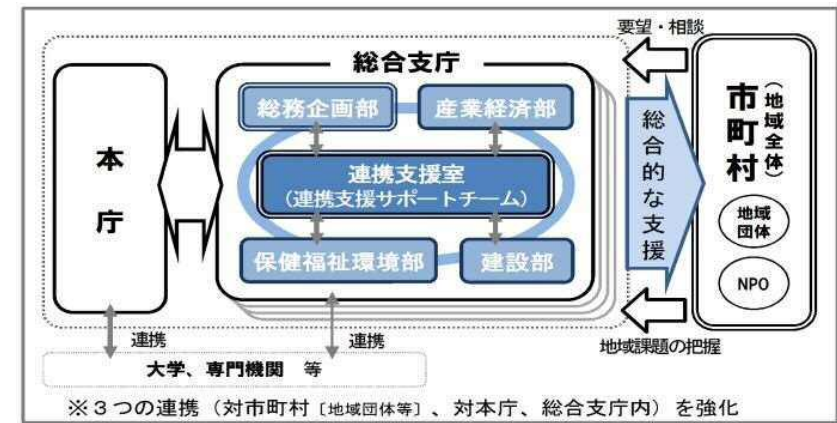 要望・相談
総合支庁
本庁
総務企画部
産業経済部
連携支援室
(連携支援サポートチーム)
保健福祉環境部
建設部
総合的な支援
市町村
(地域全体)
地域
団体
NPO
連携
連携
地域課題の把握
大学、専門機関 等
※3つの連携(対市町村〔地域団体等〕、対本庁、総合支庁内)を強化